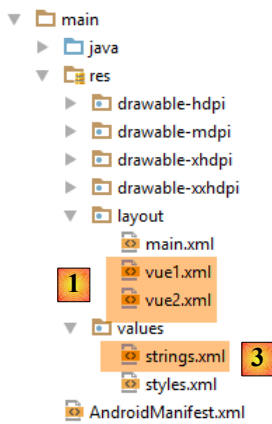 main
java
res
drawable-hdpi
drawable-mdpi
drawable-xhdpi
drawable-xxhdpi
layout
main.xml
vue1.xml
1
vue2.xml
values
strings.xml 3
styles.xml
AndroidManifest.xml